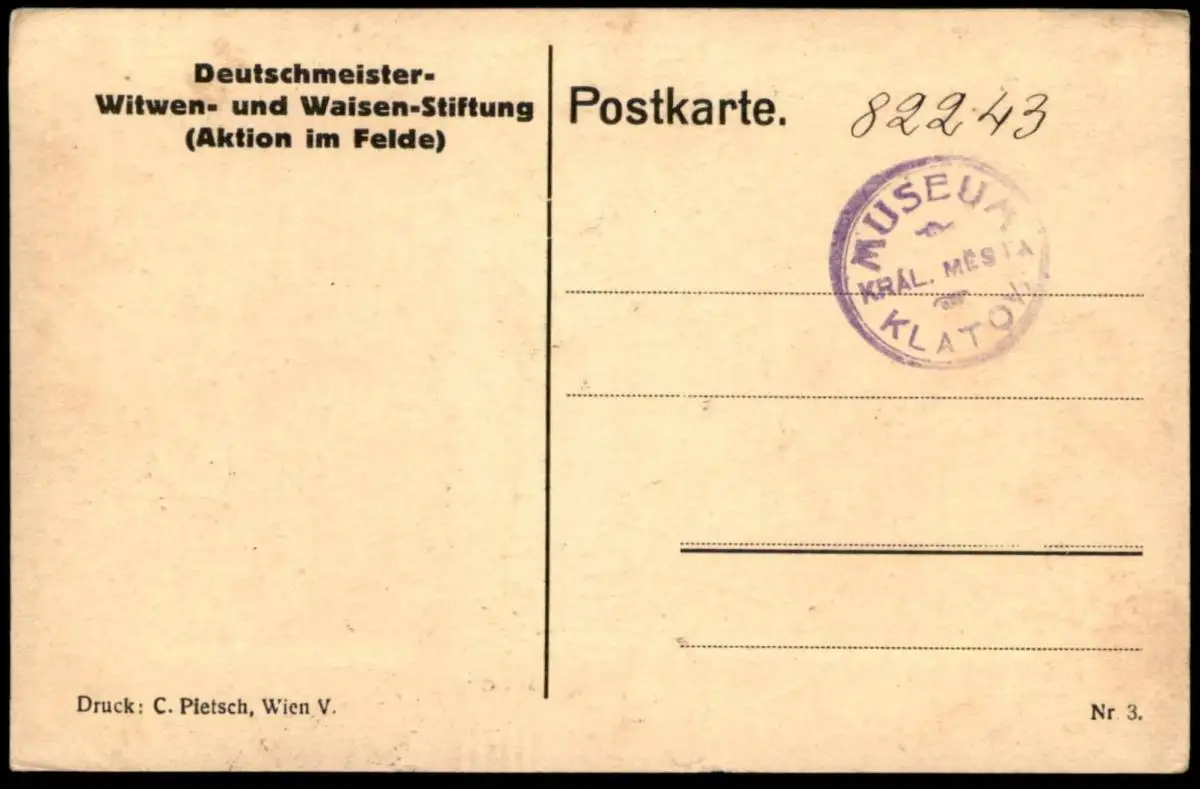 Deutschmeister-
Witwen- und Waisen-Stiftung
(Aktion im Felde)
Druck: C. Pietsch, Wien V.
Postkarte.
82243
MUSEUM
KRÁL. MĚSTA
KLATOV
Nr. 3.